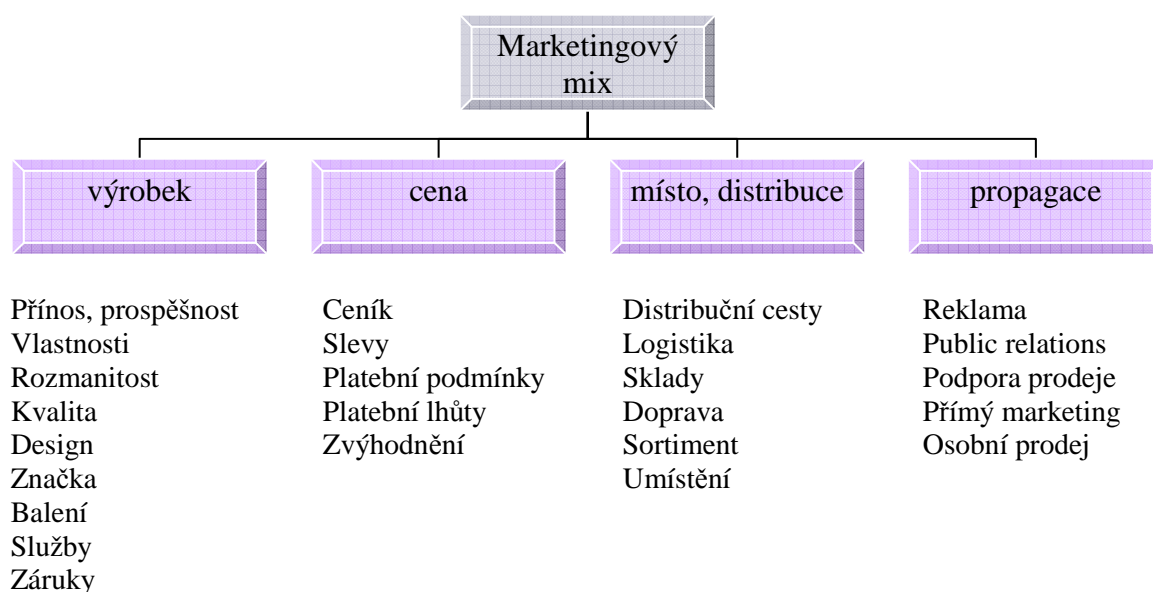 Marketingový
mix
výrobek
cena
místo, distribuce
propagace
Přínos, prospěšnost
Vlastnosti
Rozmanitost
Kvalita
Design
Značka
Balení
Služby
Záruky
Ceník
Slevy
Platební podmínky
Platební lhůty
Zvýhodnění
Distribuční cesty
Logistika
Sklady
Doprava
Sortiment
Umístění
Reklama
Public relations
Podpora prodeje
Přímý marketing
Osobní prodej